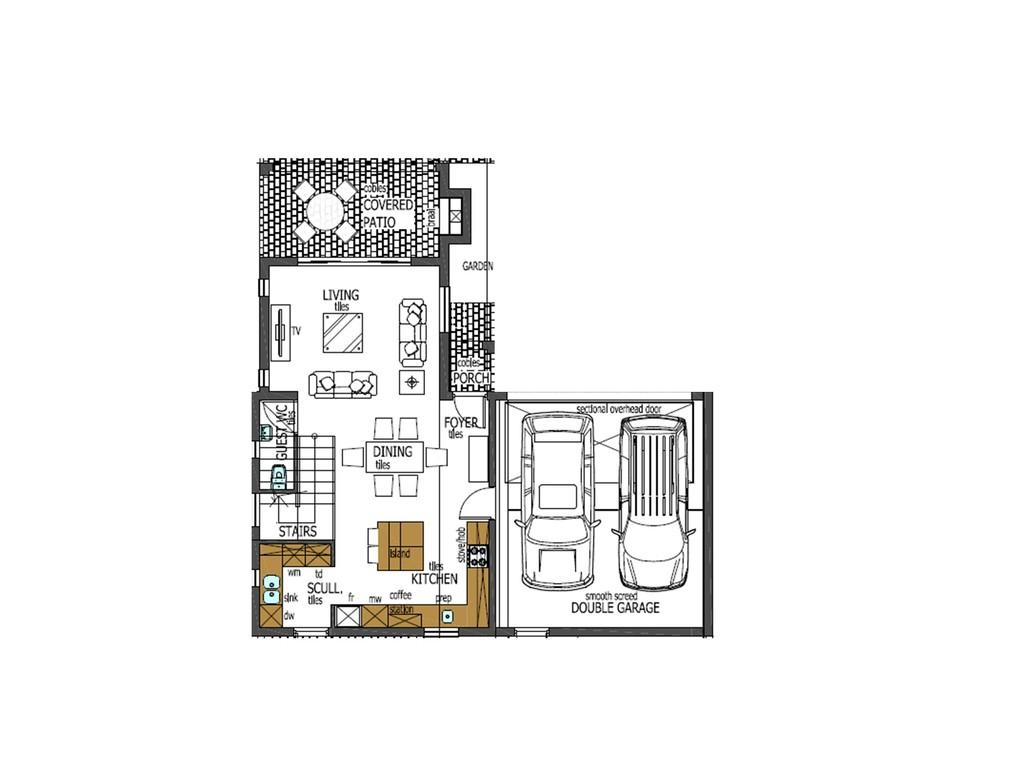 cobles
COVERED
PATIO
braai
GARDEN
LIVING
tiles
TV
cobles
PORCH
GUEST WC
tiles
FOYER
tiles
sectional overhead door
DINING
tiles
STAIRS
island
stove/hob
tiles
KITCHEN
wm
td
SCULL.
tiles
sink
dw
fr
mw
coffee
station
prep
smooth screed
DOUBLE GARAGE